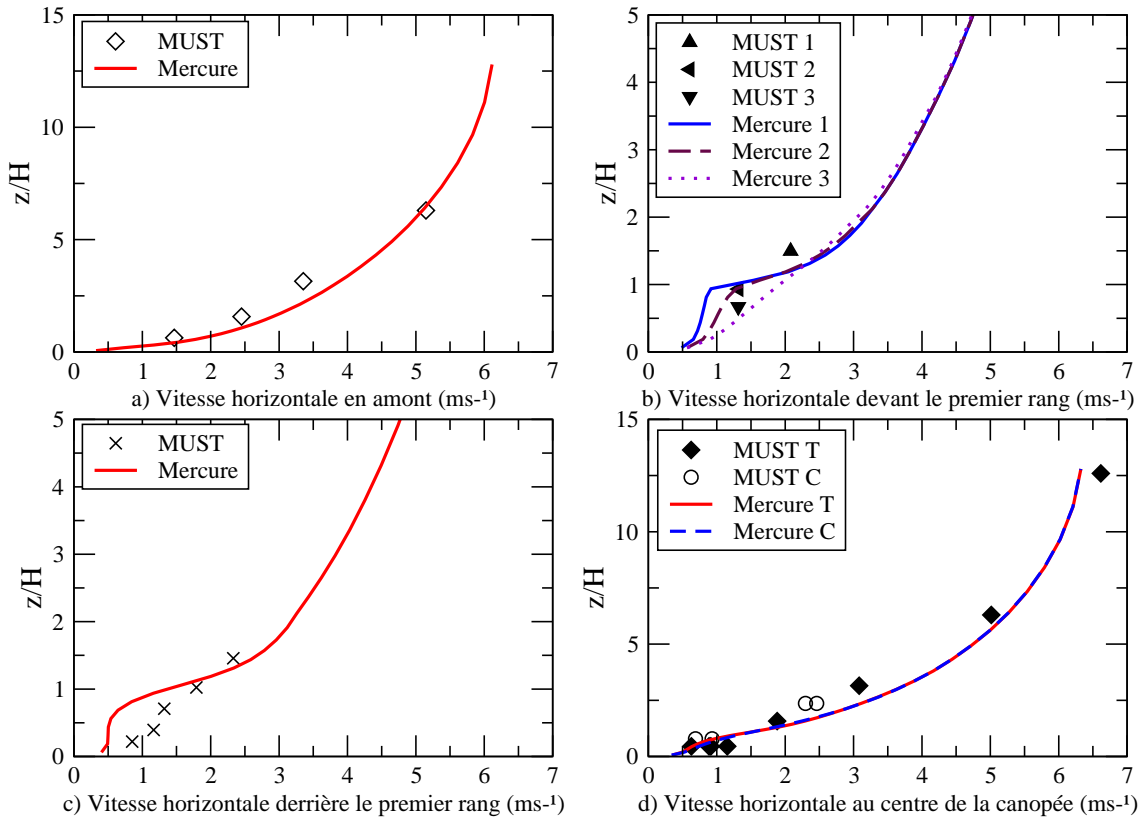 15
10
5
0
z/H
MUST
Mercure
0 1 2 3 4 5 6 7
a) Vitesse horizontale en amont (ms-¹)
5
4
3
2
1
0
z/H
MUST 1
MUST 2
MUST 3
Mercure 1
Mercure 2
Mercure 3
0 1 2 3 4 5 6 7
b) Vitesse horizontale devant le premier rang (ms-¹)
5
4
3
2
1
0
z/H
MUST
Mercure
0 1 2 3 4 5 6 7
c) Vitesse horizontale derrière le premier rang (ms-¹)
15
10
5
0
z/H
MUST T
MUST C
Mercure T
Mercure C
0 1 2 3 4 5 6 7
d) Vitesse horizontale au centre de la canopée (ms-¹)